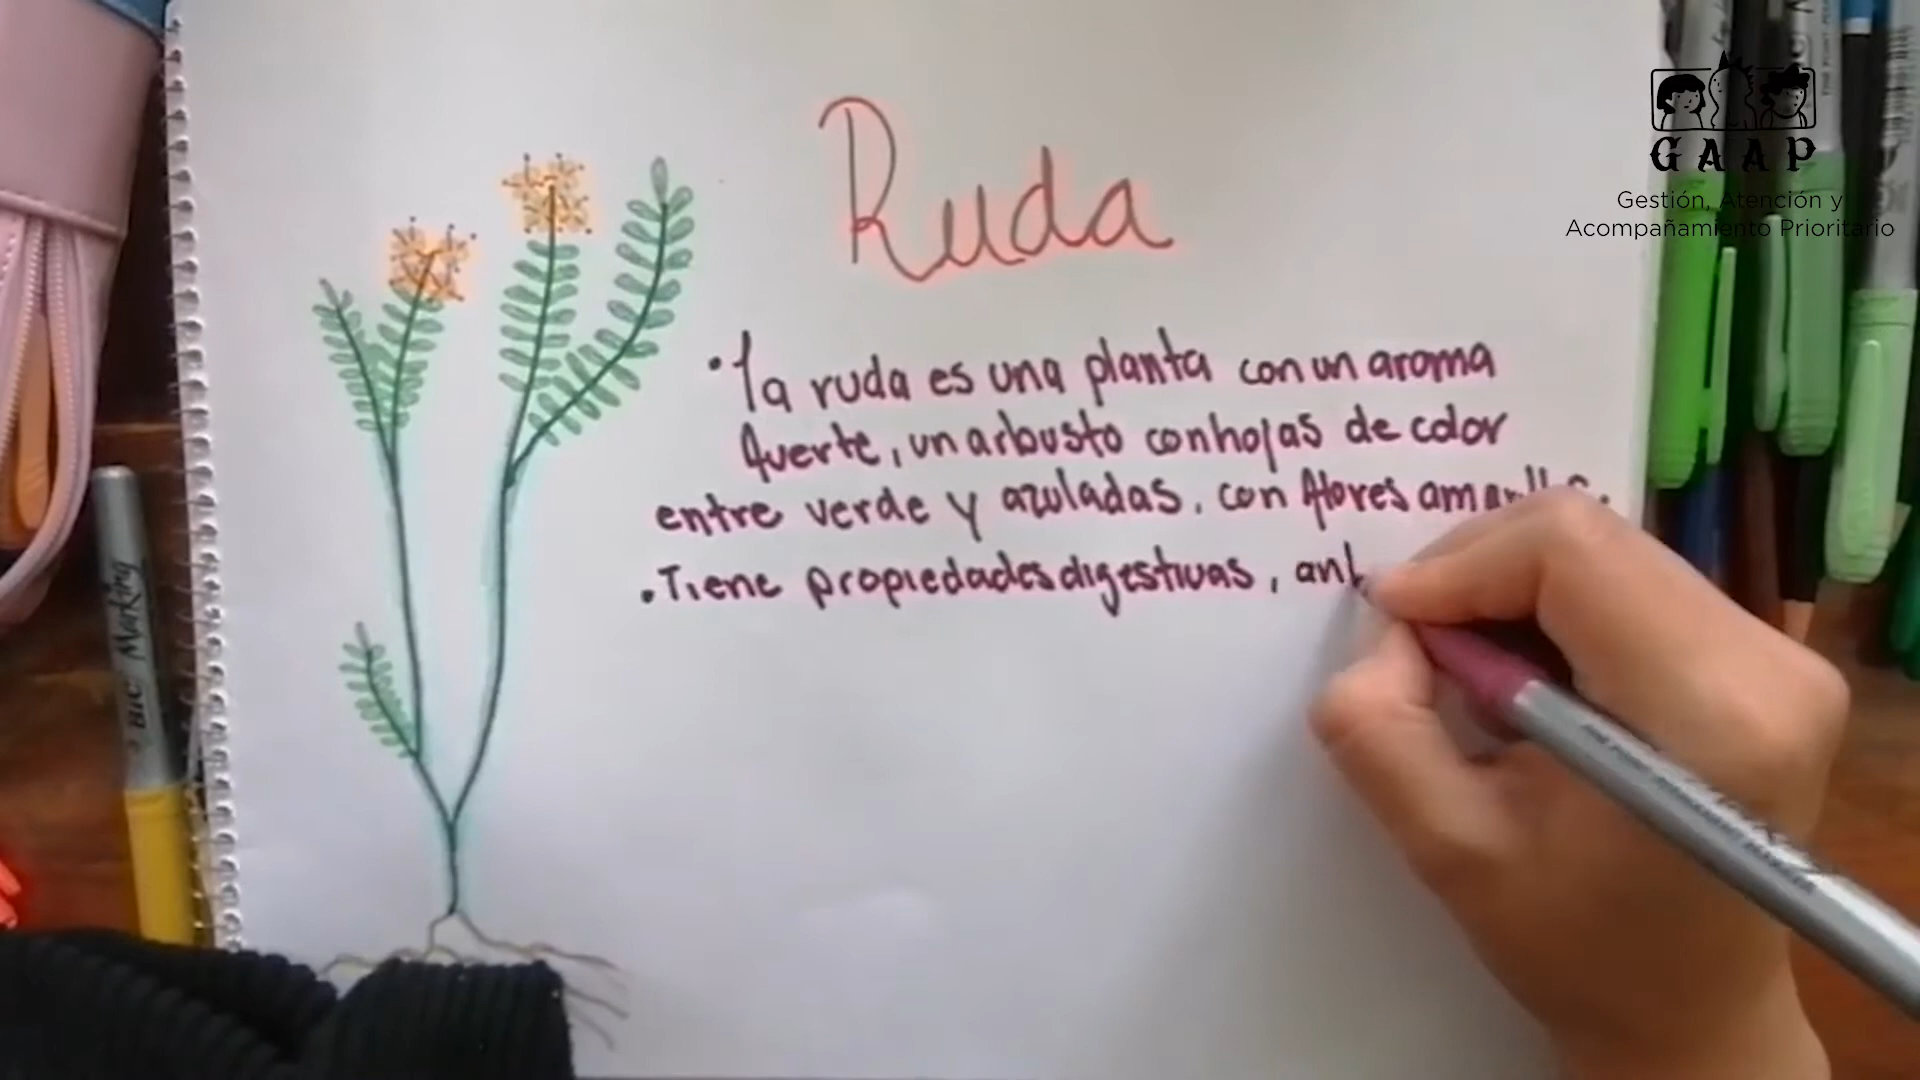 Ruda
• La ruda es una planta con un aroma
fuerte, un arbusto con hojas de color
entre verde y azuladas, con flores
• Tiene propiedades digestivas,
GAAP
Gestión, Atención y
Acompañamiento Prioritario
BIC Marking